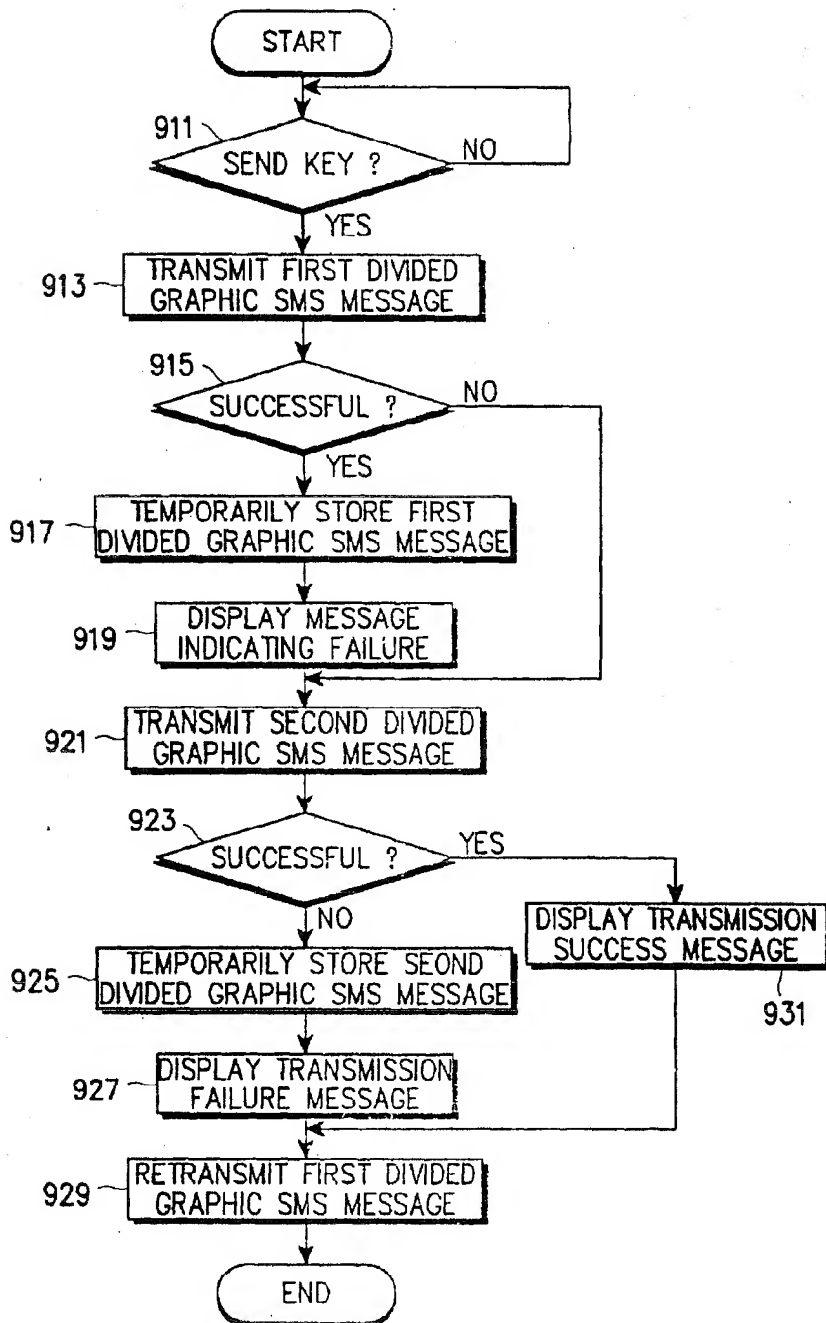 START
911
SEND KEY ?
NO
YES
913
TRANSMIT FIRST DIVIDED
GRAPHIC SMS MESSAGE
915
SUCCESSFUL ?
NO
YES
917
TEMPORARILY STORE FIRST
DIVIDED GRAPHIC SMS MESSAGE
919
DISPLAY MESSAGE
INDICATING FAILURE
921
TRANSMIT SECOND DIVIDED
GRAPHIC SMS MESSAGE
923
SUCCESSFUL ?
YES
NO
DISPLAY TRANSMISSION
SUCCESS MESSAGE
931
925
TEMPORARILY STORE SEOND
DIVIDED GRAPHIC SMS MESSAGE
927
DISPLAY TRANSMISSION
FAILURE MESSAGE
929
RETRANSMIT FIRST DIVIDED
GRAPHIC SMS MESSAGE
END